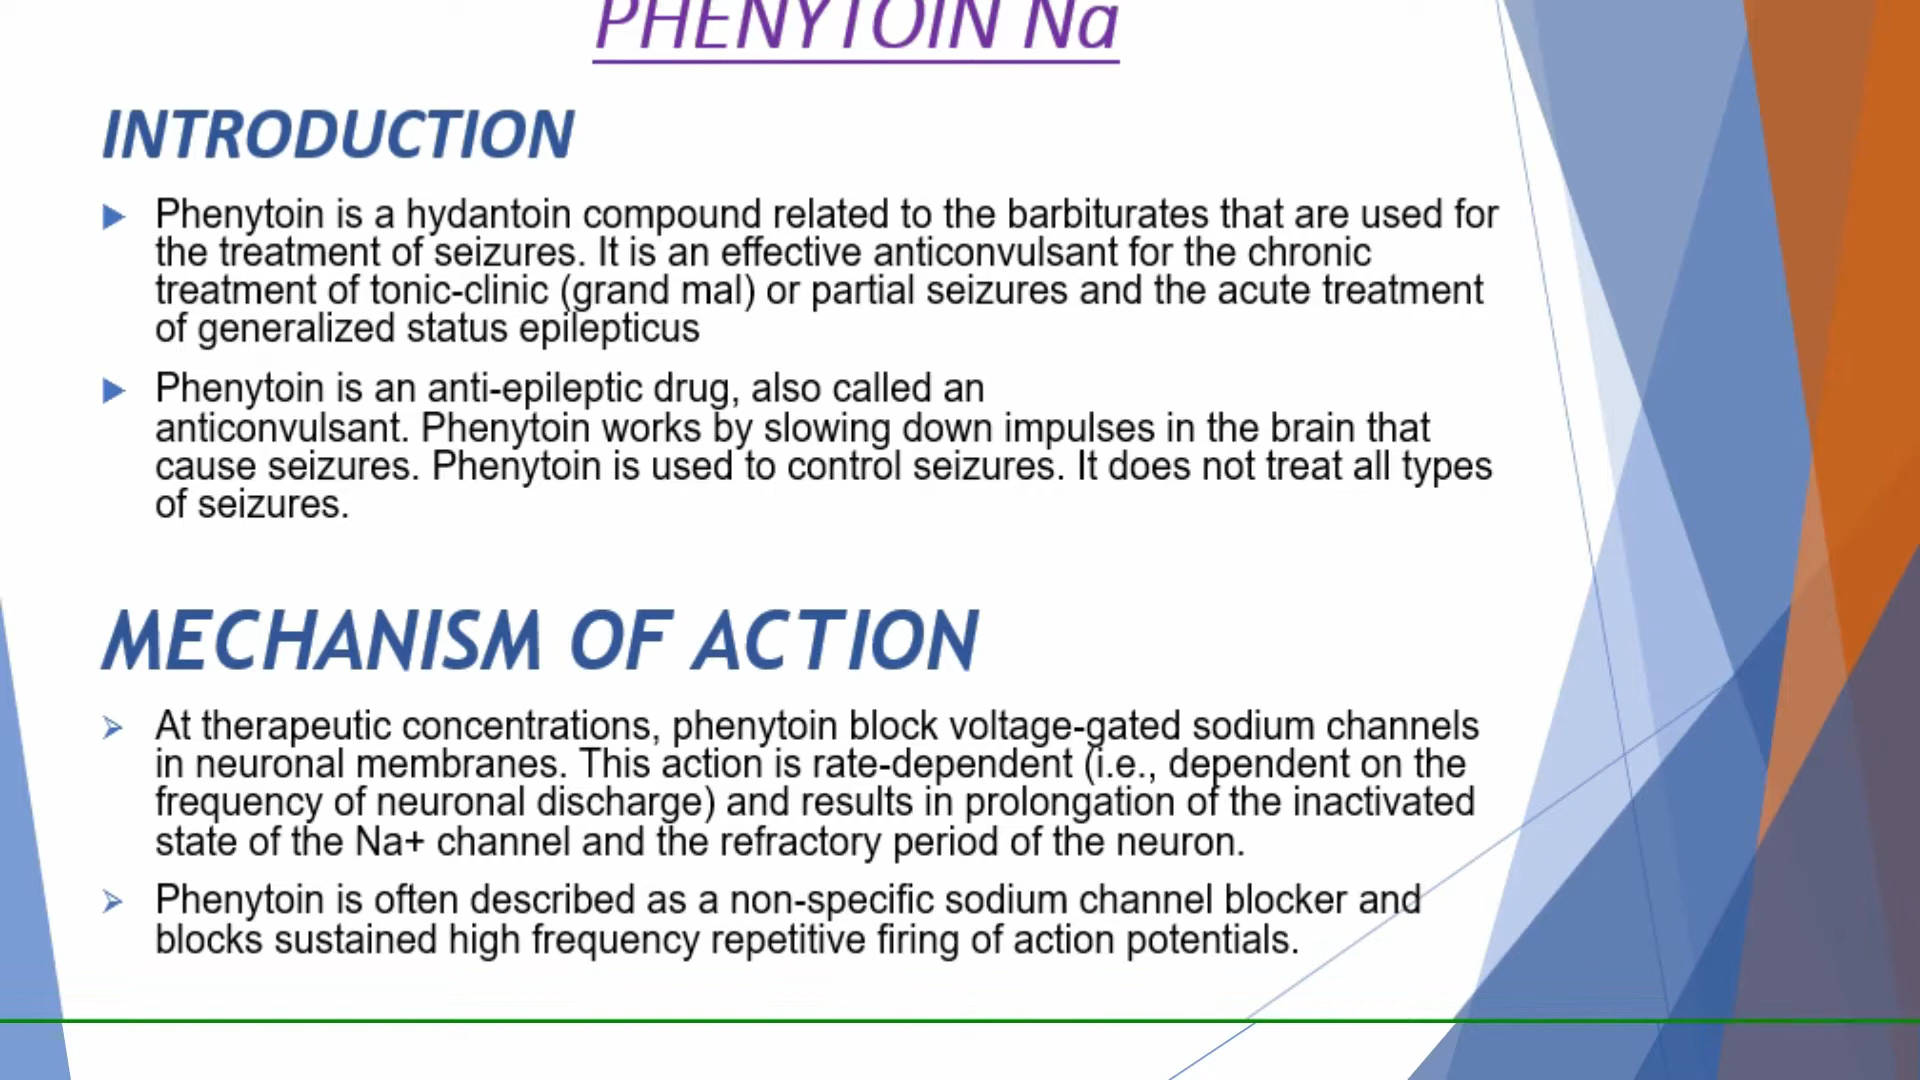 PHENYTOIN Na
INTRODUCTION
Phenytoin is a hydantoin compound related to the barbiturates that are used for
the treatment of seizures. It is an effective anticonvulsant for the chronic
treatment of tonic-clinic (grand mal) or partial seizures and the acute treatment
of generalized status epilepticus
Phenytoin is an anti-epileptic drug, also called an
anticonvulsant. Phenytoin works by slowing down impulses in the brain that
cause seizures. Phenytoin is used to control seizures. It does not treat all types
of seizures.
MECHANISM OF ACTION
At therapeutic concentrations, phenytoin block voltage-gated sodium channels
in neuronal membranes. This action is rate-dependent (i.e., dependent on the
frequency of neuronal discharge) and results in prolongation of the inactivated
state of the Na+ channel and the refractory period of the neuron.
Phenytoin is often described as a non-specific sodium channel blocker and
blocks sustained high frequency repetitive firing of action potentials.